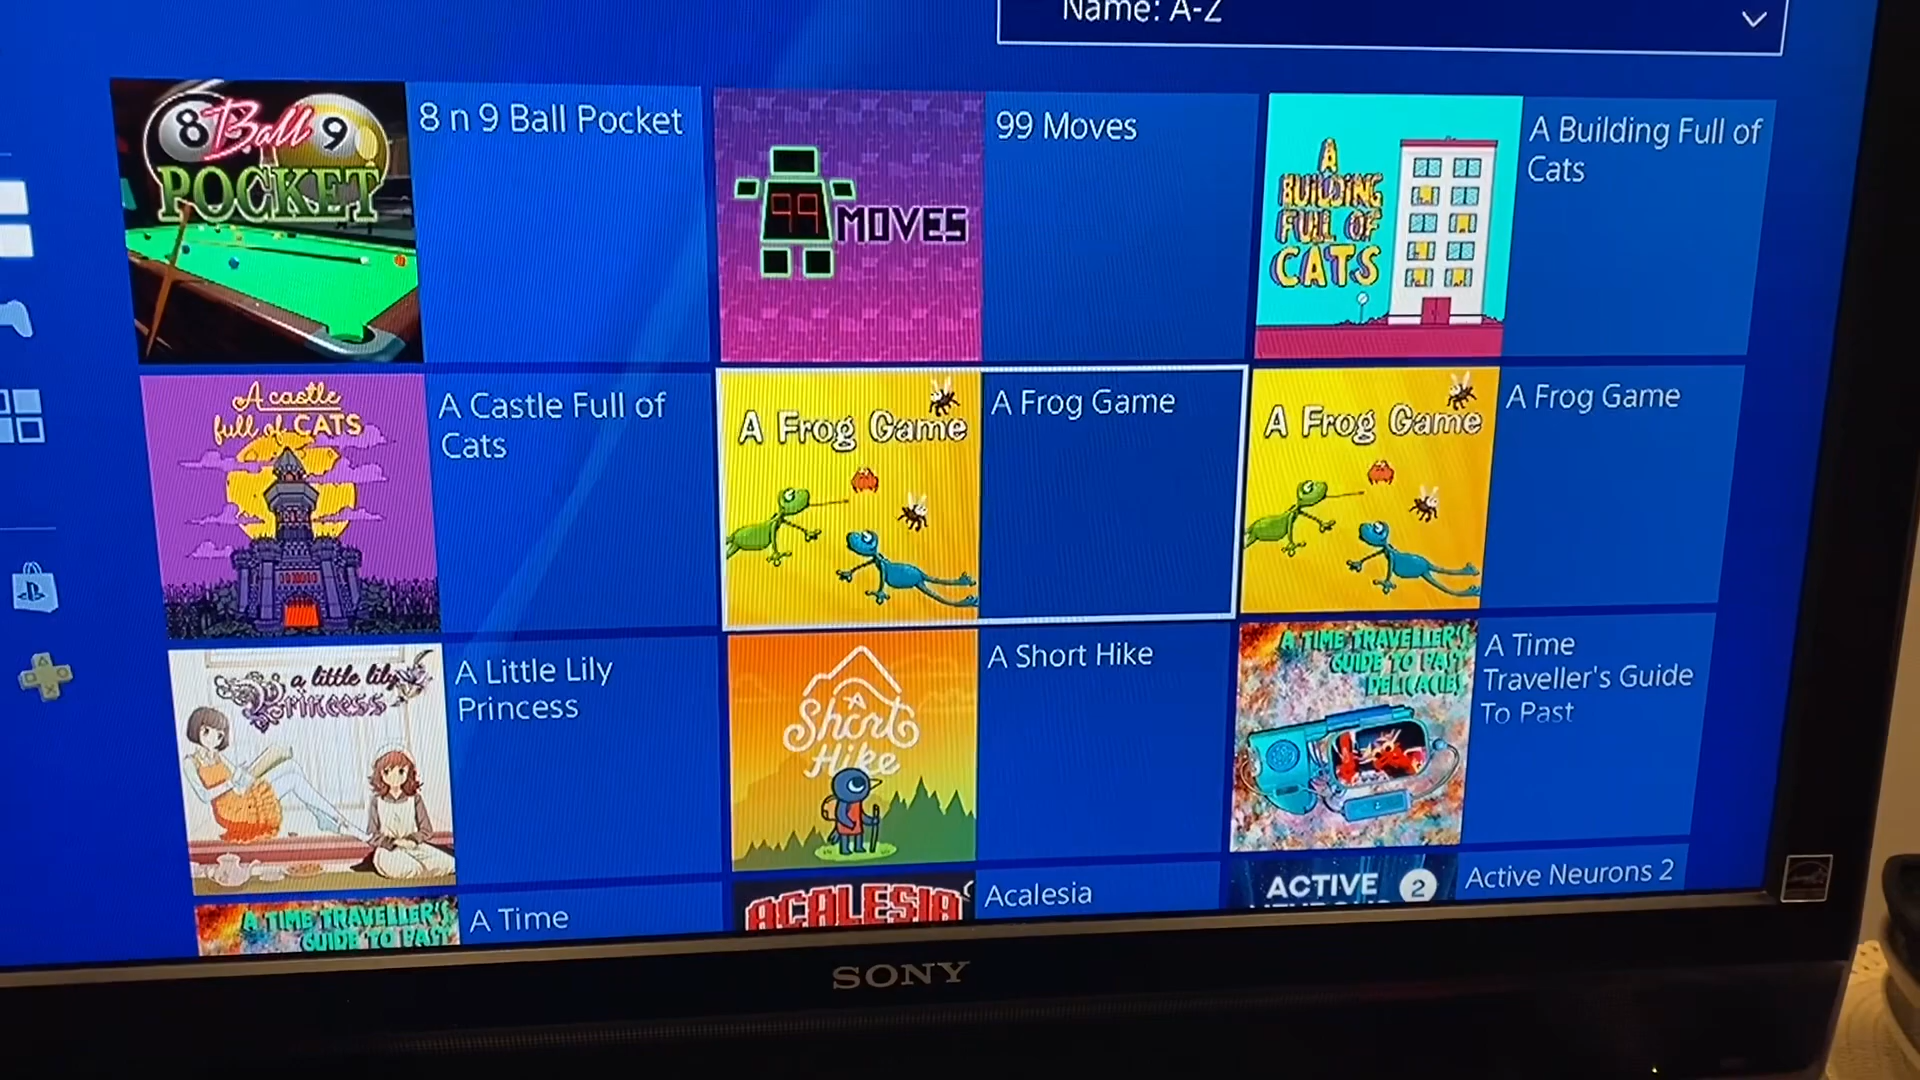 Name: A-Z
8 Ball 9
POCKET
8 n 9 Ball Pocket
99 MOVES
99 Moves
A
BUILDING
FULL OF
CATS
A Building Full of
Cats
A castle
full of CATS
A Castle Full of
Cats
A Frog Game
A Frog Game
A Frog Game
A Frog Game
a little lily
Princess
A Little Lily
Princess
A
Short
Hike
A Short Hike
A TIME TRAVELLER'S
GUIDE TO PAST
DELICACIES
A Time
Traveller's Guide
To Past
A TIME TRAVELLER'S
GUIDE TO PAST
A Time
ACALESIA
Acalesia
ACTIVE 2
NEURONS
Active Neurons 2
SONY